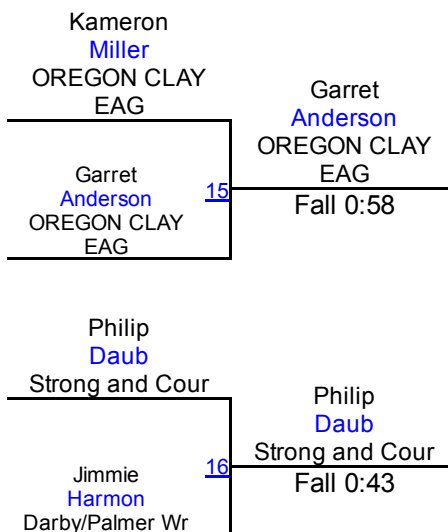 Kameron
Miller
OREGON CLAY
EAG
Garret
Anderson
OREGON CLAY
EAG
15
Garret
Anderson
OREGON CLAY
EAG
Fall 0:58
Philip
Daub
Strong and Cour
Jimmie
Harmon
Darby/Palmer Wr
16
Philip
Daub
Strong and Cour
Fall 0:43